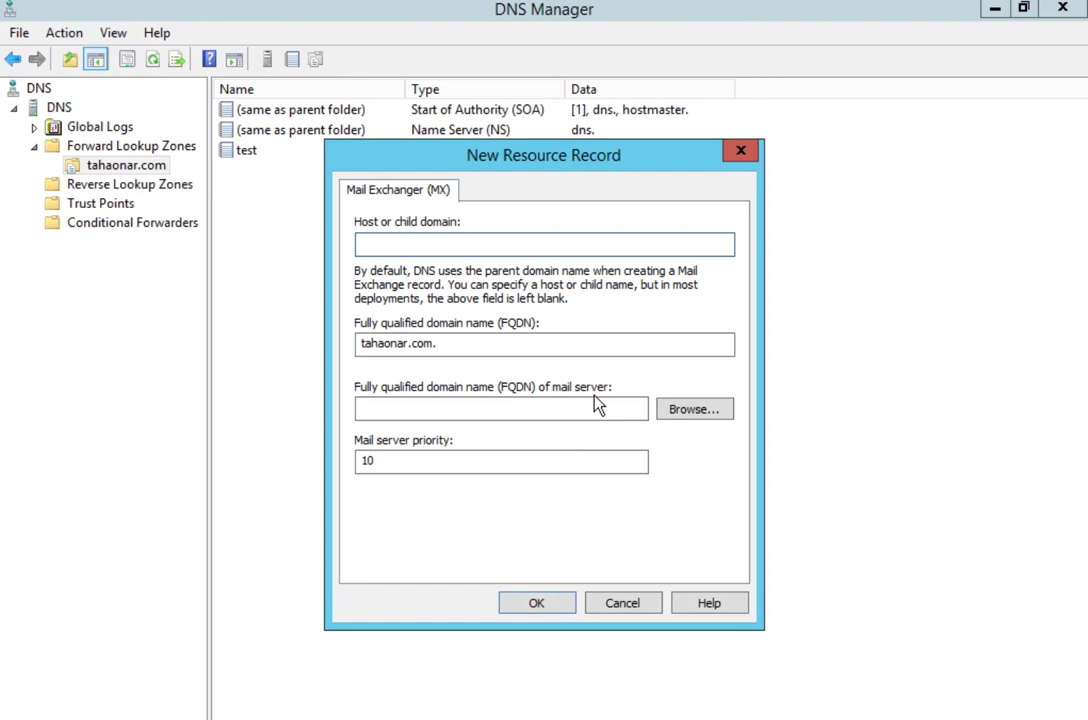 DNS Manager
File Action View Help
DNS
DNS
Global Logs
Forward Lookup Zones
tahaonar.com
Reverse Lookup Zones
Trust Points
Conditional Forwarders
Name Type Data
(same as parent folder) Start of Authority (SOA) [1], dns., hostmaster.
(same as parent folder) Name Server (NS) dns.
test
New Resource Record
Mail Exchanger (MX)
Host or child domain:
By default, DNS uses the parent domain name when creating a Mail
Exchange record. You can specify a host or child name, but in most
deployments, the above field is left blank.
Fully qualified domain name (FQDN):
tahaonar.com.
Fully qualified domain name (FQDN) of mail server:
Browse...
Mail server priority:
10
OK Cancel Help